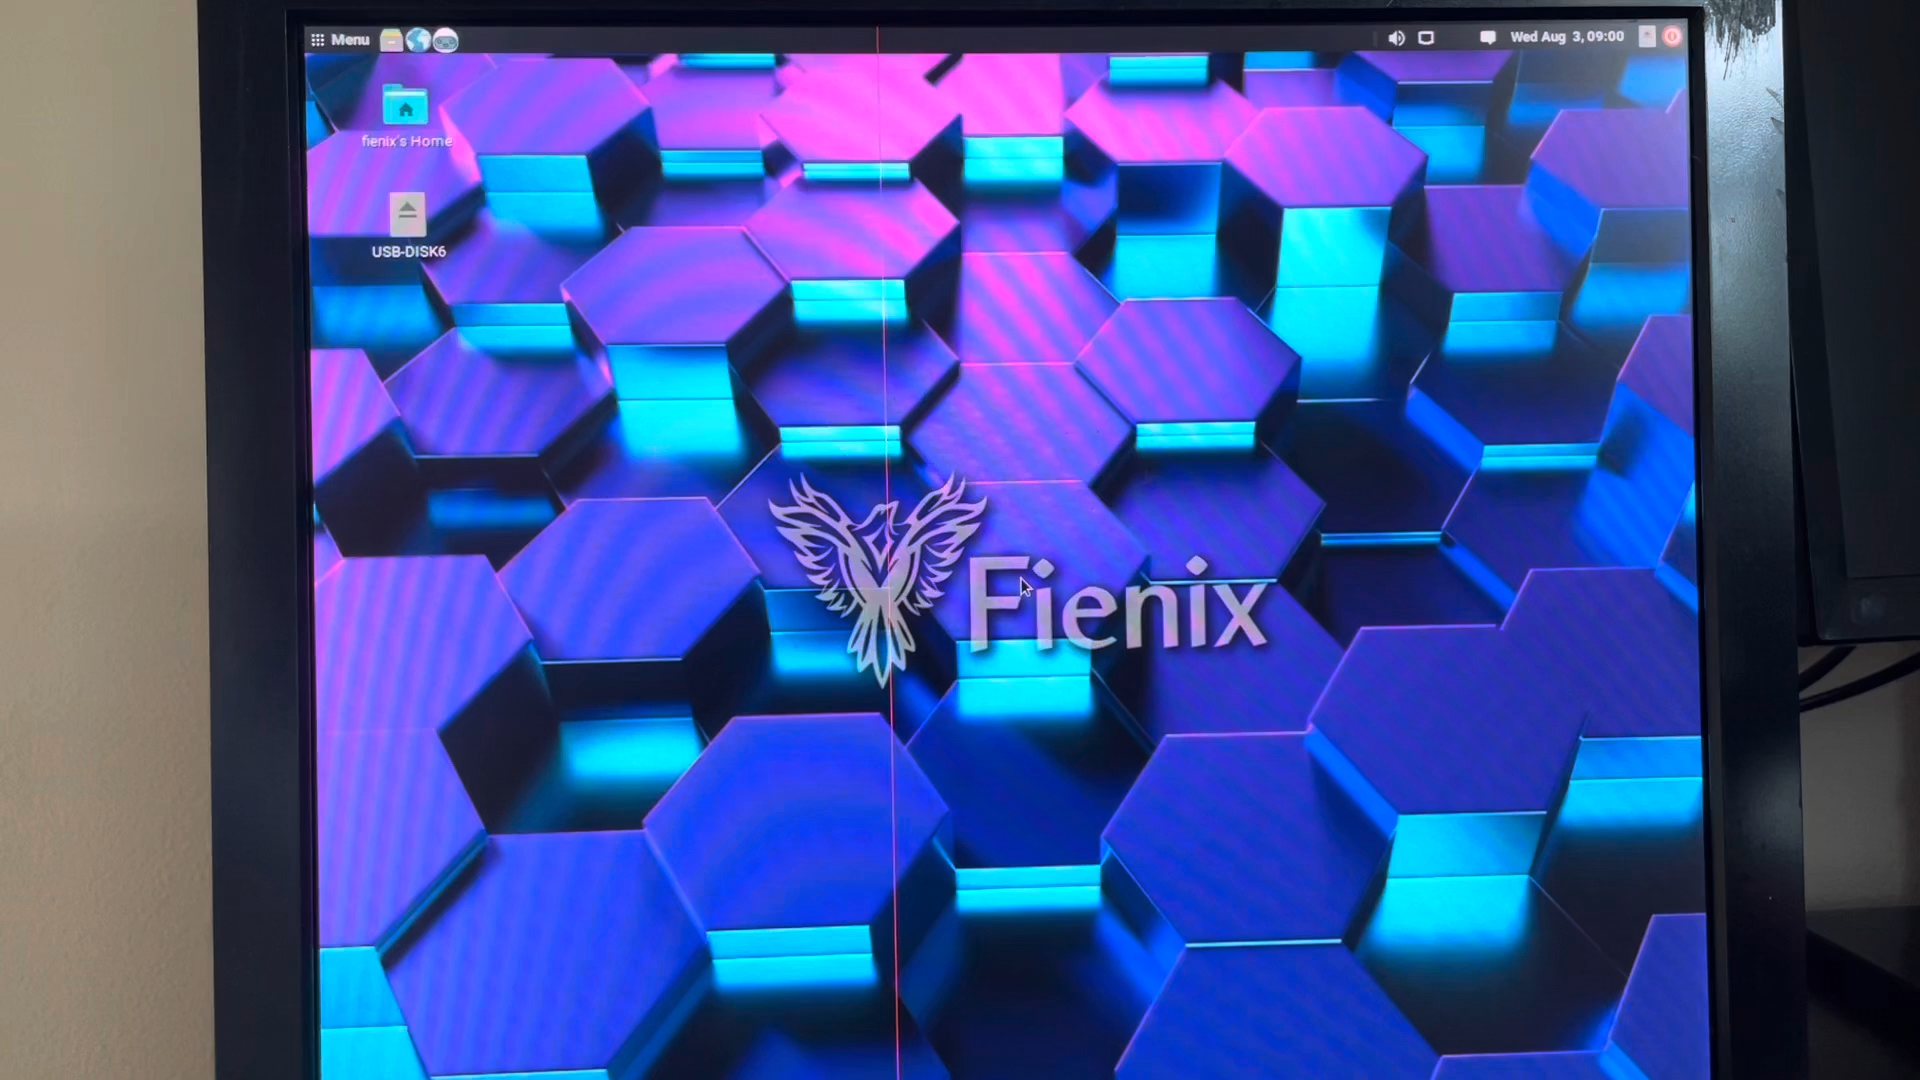 Menu
Wed Aug 3, 09:00
fienix's Home
USB-DISK6
Fienix